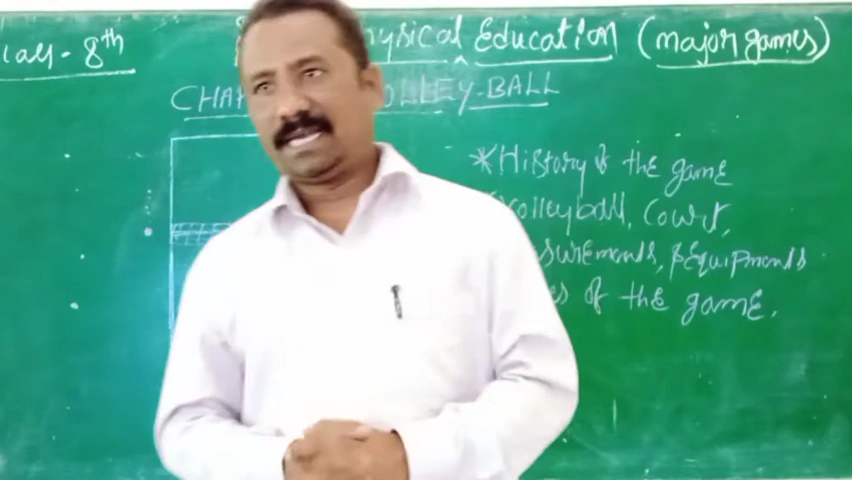 Class - 8th
Physical Education (major games)
CHAP VOLLEY-BALL
*History of the game
Volleyball, Court,
surements, & Equipments
es of the game.